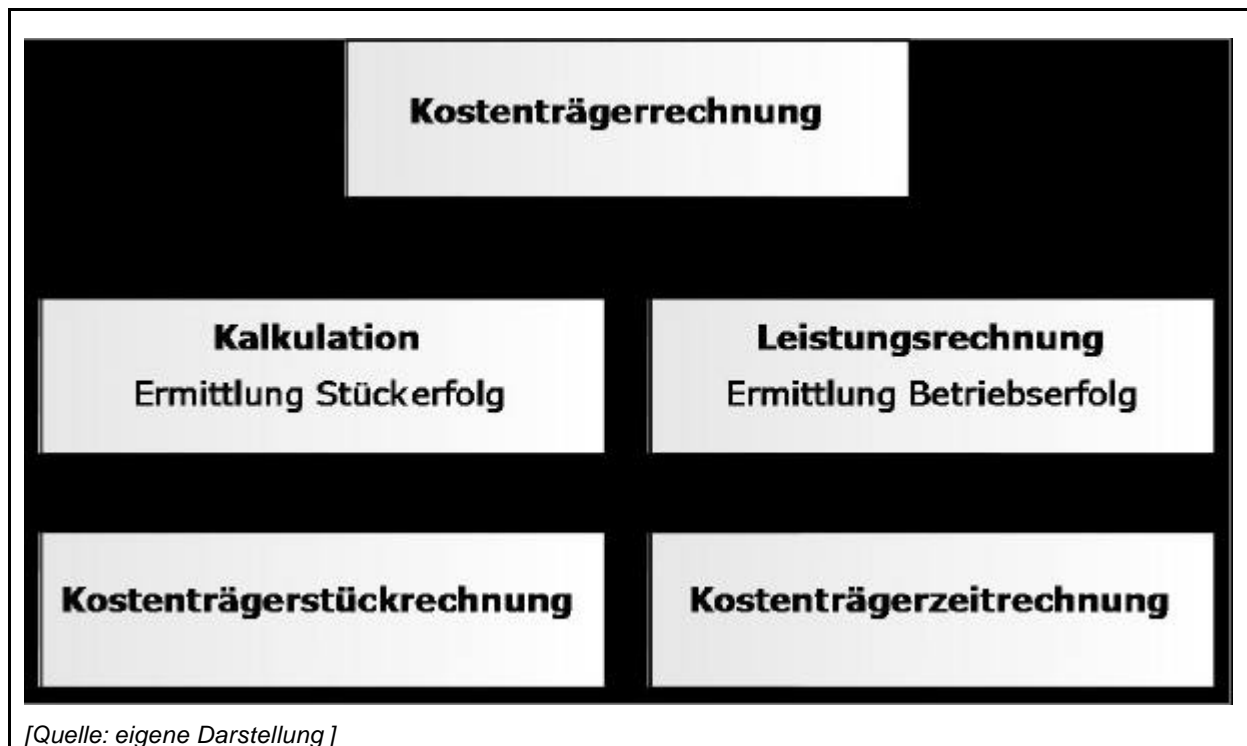 Kostenträgerrechnung
Kalkulation
Ermittlung Stückerfolg
Leistungsrechnung
Ermittlung Betriebserfolg
Kostenträgerstückrechnung
Kostenträgerzeitrechnung
[Quelle: eigene Darstellung ]